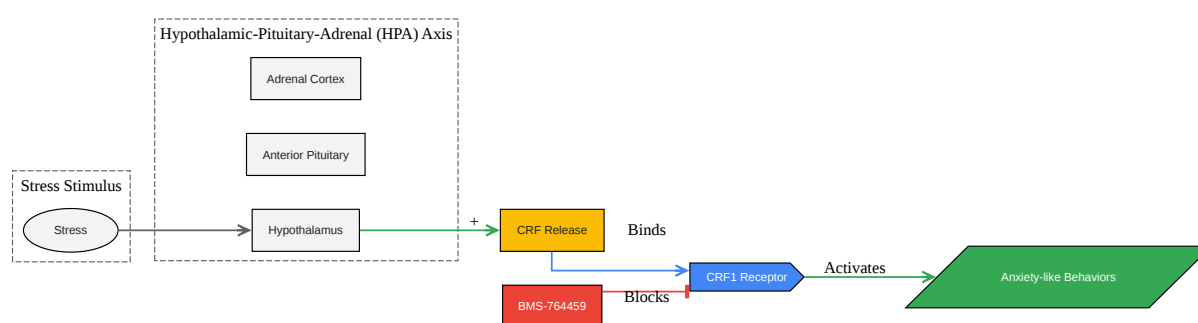 Hypothalamic-Pituitary-Adrenal (HPA) Axis
Adrenal Cortex
Anterior Pituitary
Stress Stimulus
Stress
Hypothalamus
+
CRF Release
Binds
CRF1 Receptor
Activates
Anxiety-like Behaviors
BMS-764459
Blocks